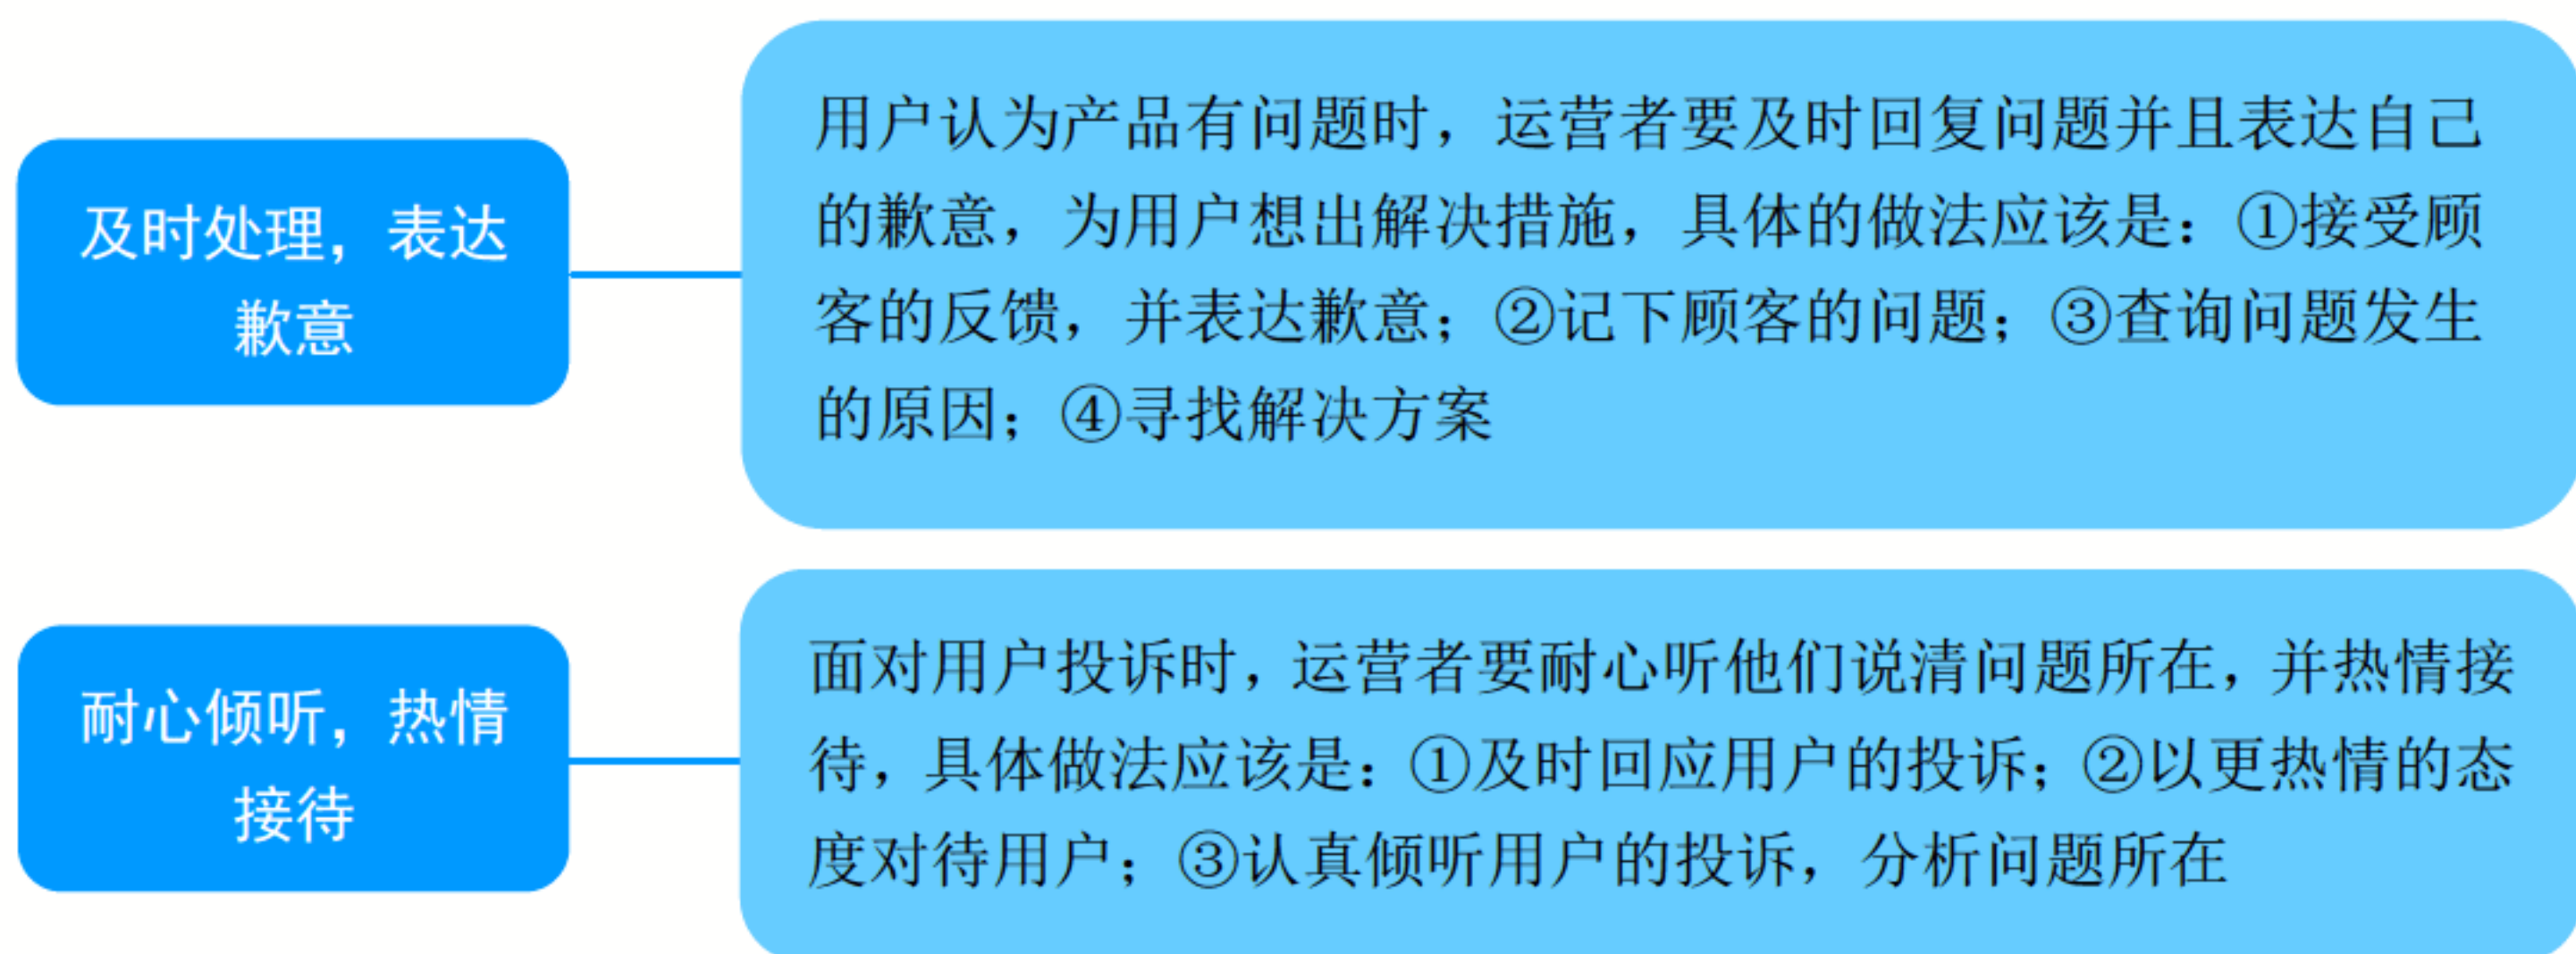 及时处理，表达
歉意
用户认为产品有问题时，运营者要及时回复问题并且表达自己
的歉意，为用户想出解决措施，具体的做法应该是：①接受顾
客的反馈，并表达歉意；②记下顾客的问题；③查询问题发生
的原因；④寻找解决方案
耐心倾听，热情
接待
面对用户投诉时，运营者要耐心听他们说清问题所在，并热情接
待，具体做法应该是：①及时回应用户的投诉；②以更热情的态
度对待用户；③认真倾听用户的投诉，分析问题所在